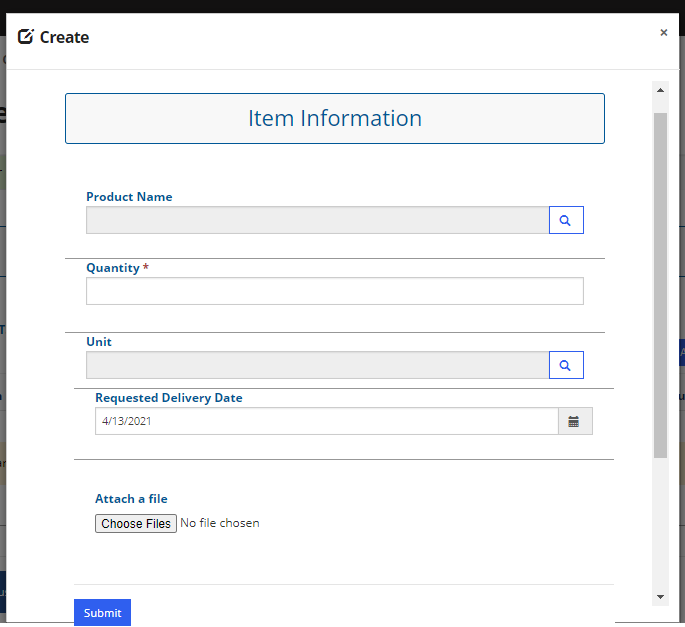 Create
×
Item Information
Product Name
Quantity *
Unit
Requested Delivery Date
4/13/2021
Attach a file
Choose Files No file chosen
Submit